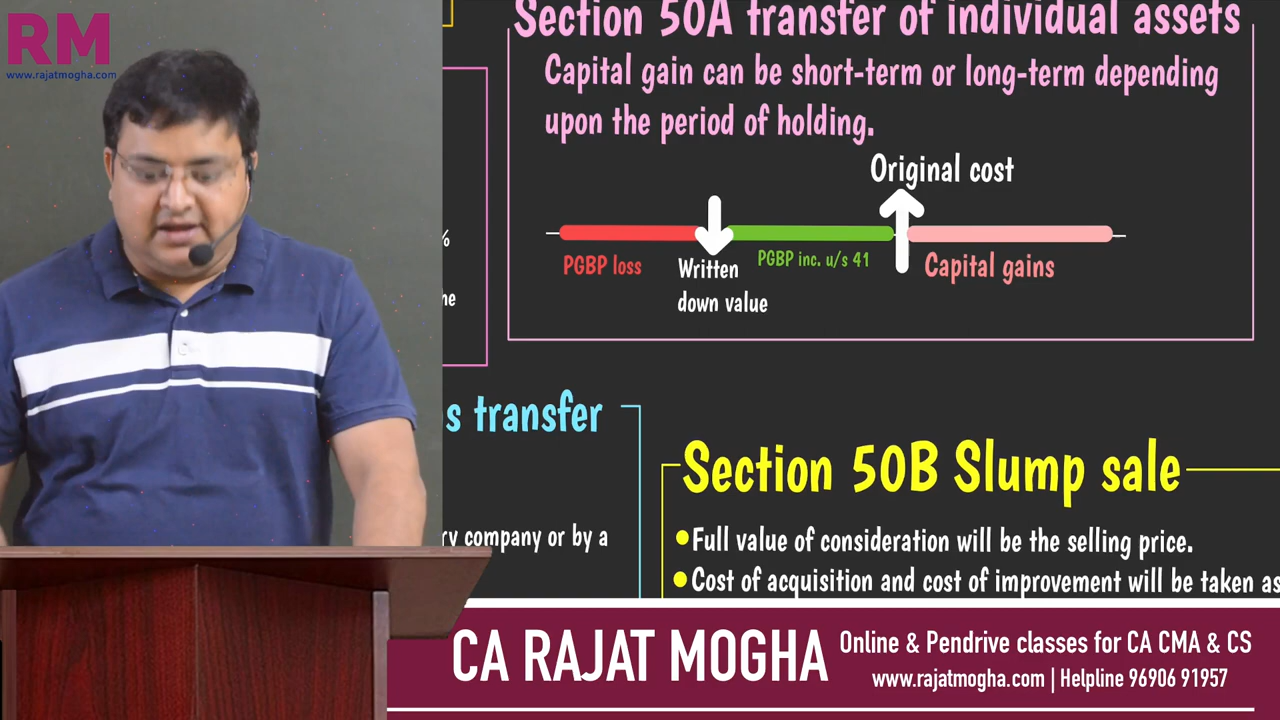 RM
www.rajatmogha.com
Section 50A transfer of individual assets
Capital gain can be short-term or long-term depending
upon the period of holding.
Original cost
PGBP loss
Written
down value
PGBP inc. u/s 41
Capital gains
%
he
s transfer
ry company or by a
Section 50B Slump sale
•Full value of consideration will be the selling price.
•Cost of acquisition and cost of improvement will be taken as
CA RAJAT MOGHA
Online & Pendrive classes for CA CMA & CS
www.rajatmogha.com | Helpline 96906 91957